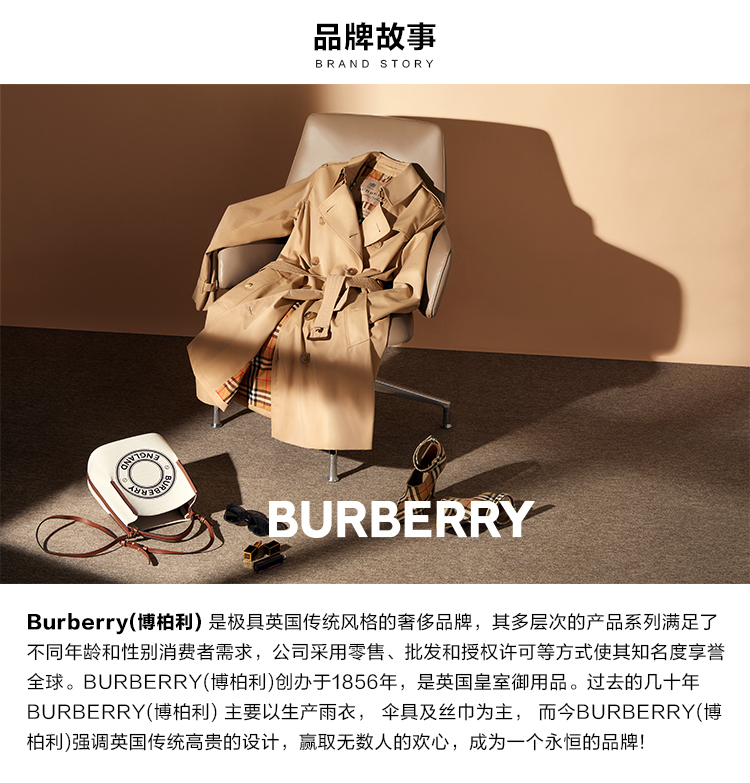 品牌故事
BRAND STORY
BURBERRY
ENGLAND
BURBERRY
Burberry(博柏利) 是极具英国传统风格的奢侈品牌，其多层次的产品系列满足了
不同年龄和性别消费者需求，公司采用零售、批发和授权许可等方式使其知名度享誉
全球。BURBERRY(博柏利)创办于1856年，是英国皇室御用品。过去的几十年
BURBERRY(博柏利) 主要以生产雨衣， 伞具及丝巾为主， 而今BURBERRY(博
柏利)强调英国传统高贵的设计，赢取无数人的欢心，成为一个永恒的品牌!